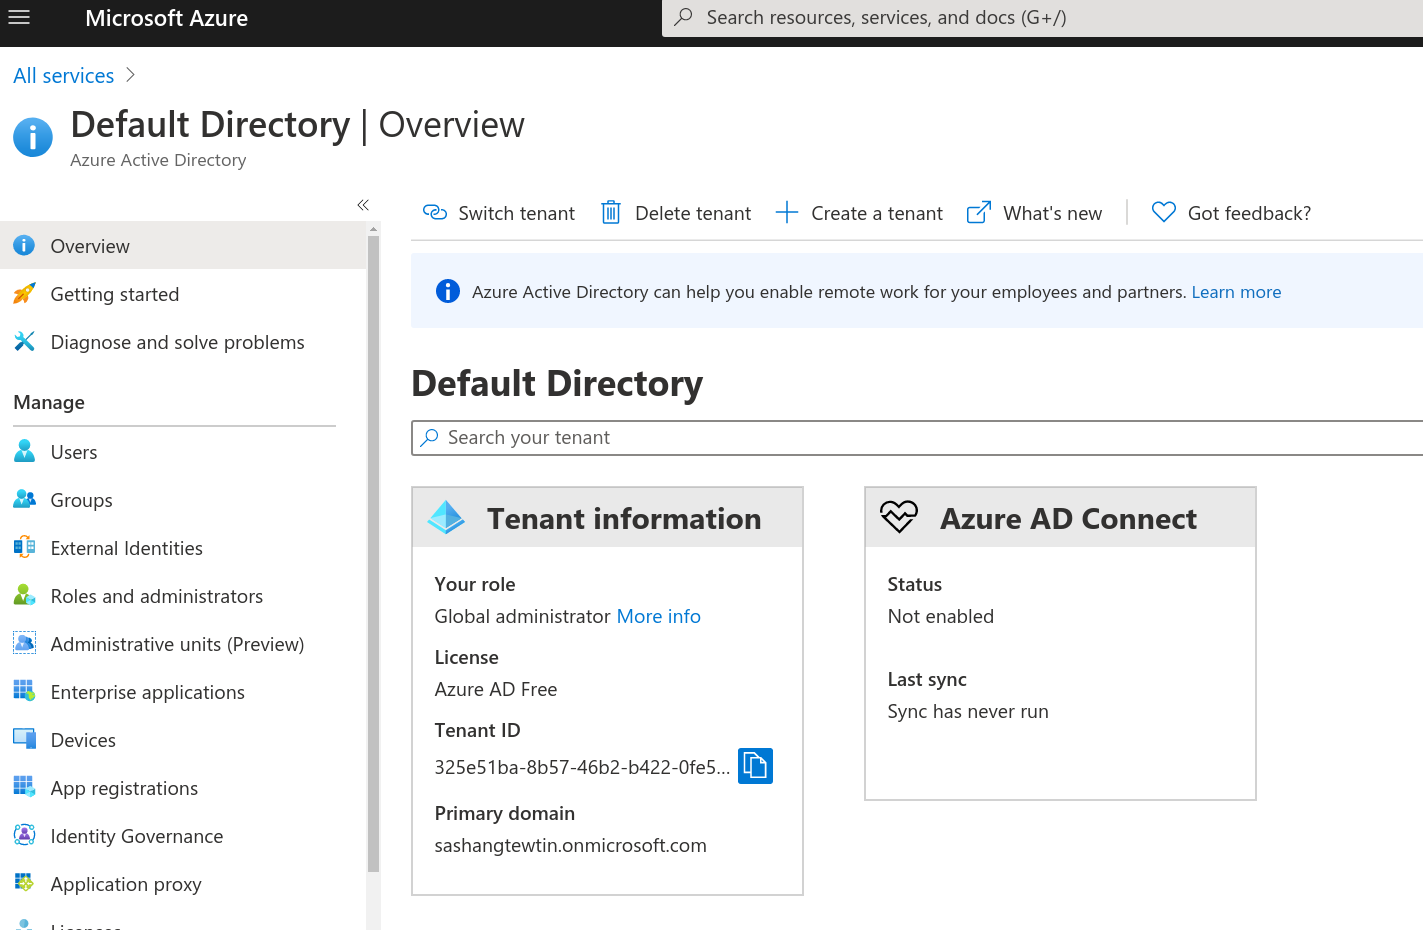 Microsoft Azure
Search resources, services, and docs (G+/)
All services
Default Directory | Overview
Azure Active Directory
Overview
Getting started
Diagnose and solve problems
Manage
Users
Groups
External Identities
Roles and administrators
Administrative units (Preview)
Enterprise applications
Devices
App registrations
Identity Governance
Application proxy
Licenses
Switch tenant
Delete tenant
Create a tenant
What's new
Got feedback?
Azure Active Directory can help you enable remote work for your employees and partners. Learn more
Default Directory
Search your tenant
Tenant information
Your role
Global administrator More info
License
Azure AD Free
Tenant ID
325e51ba-8b57-46b2-b422-0fe5...
Primary domain
sashangtewtin.onmicrosoft.com
Azure AD Connect
Status
Not enabled
Last sync
Sync has never run